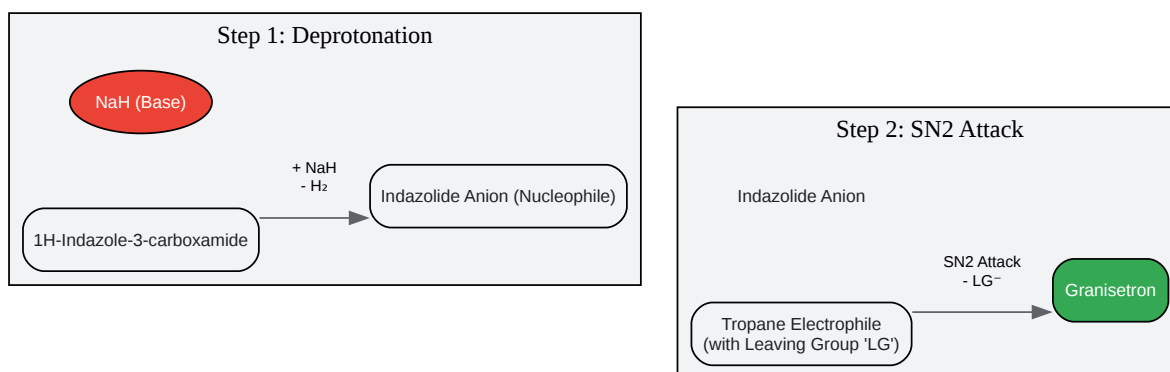 Step 1: Deprotonation
NaH (Base)
+ NaH
- H₂
1H-Indazole-3-carboxamide
Indazolide Anion (Nucleophile)
Step 2: SN2 Attack
Indazolide Anion
SN2 Attack
- LG⁻
Tropane Electrophile
(with Leaving Group 'LG')
Granisetron